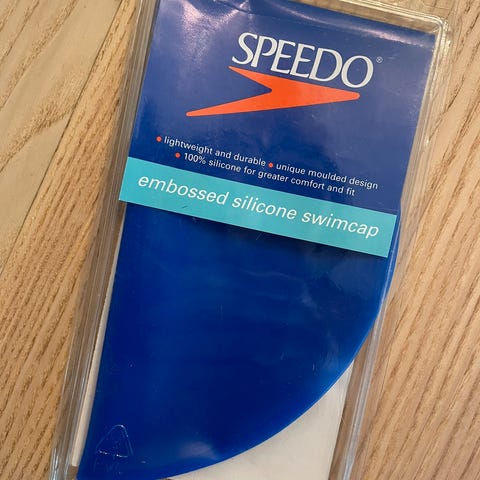 SPEEDO®
• lightweight and durable • unique moulded design
• 100% silicone for greater comfort and fit
embossed silicone swimcap